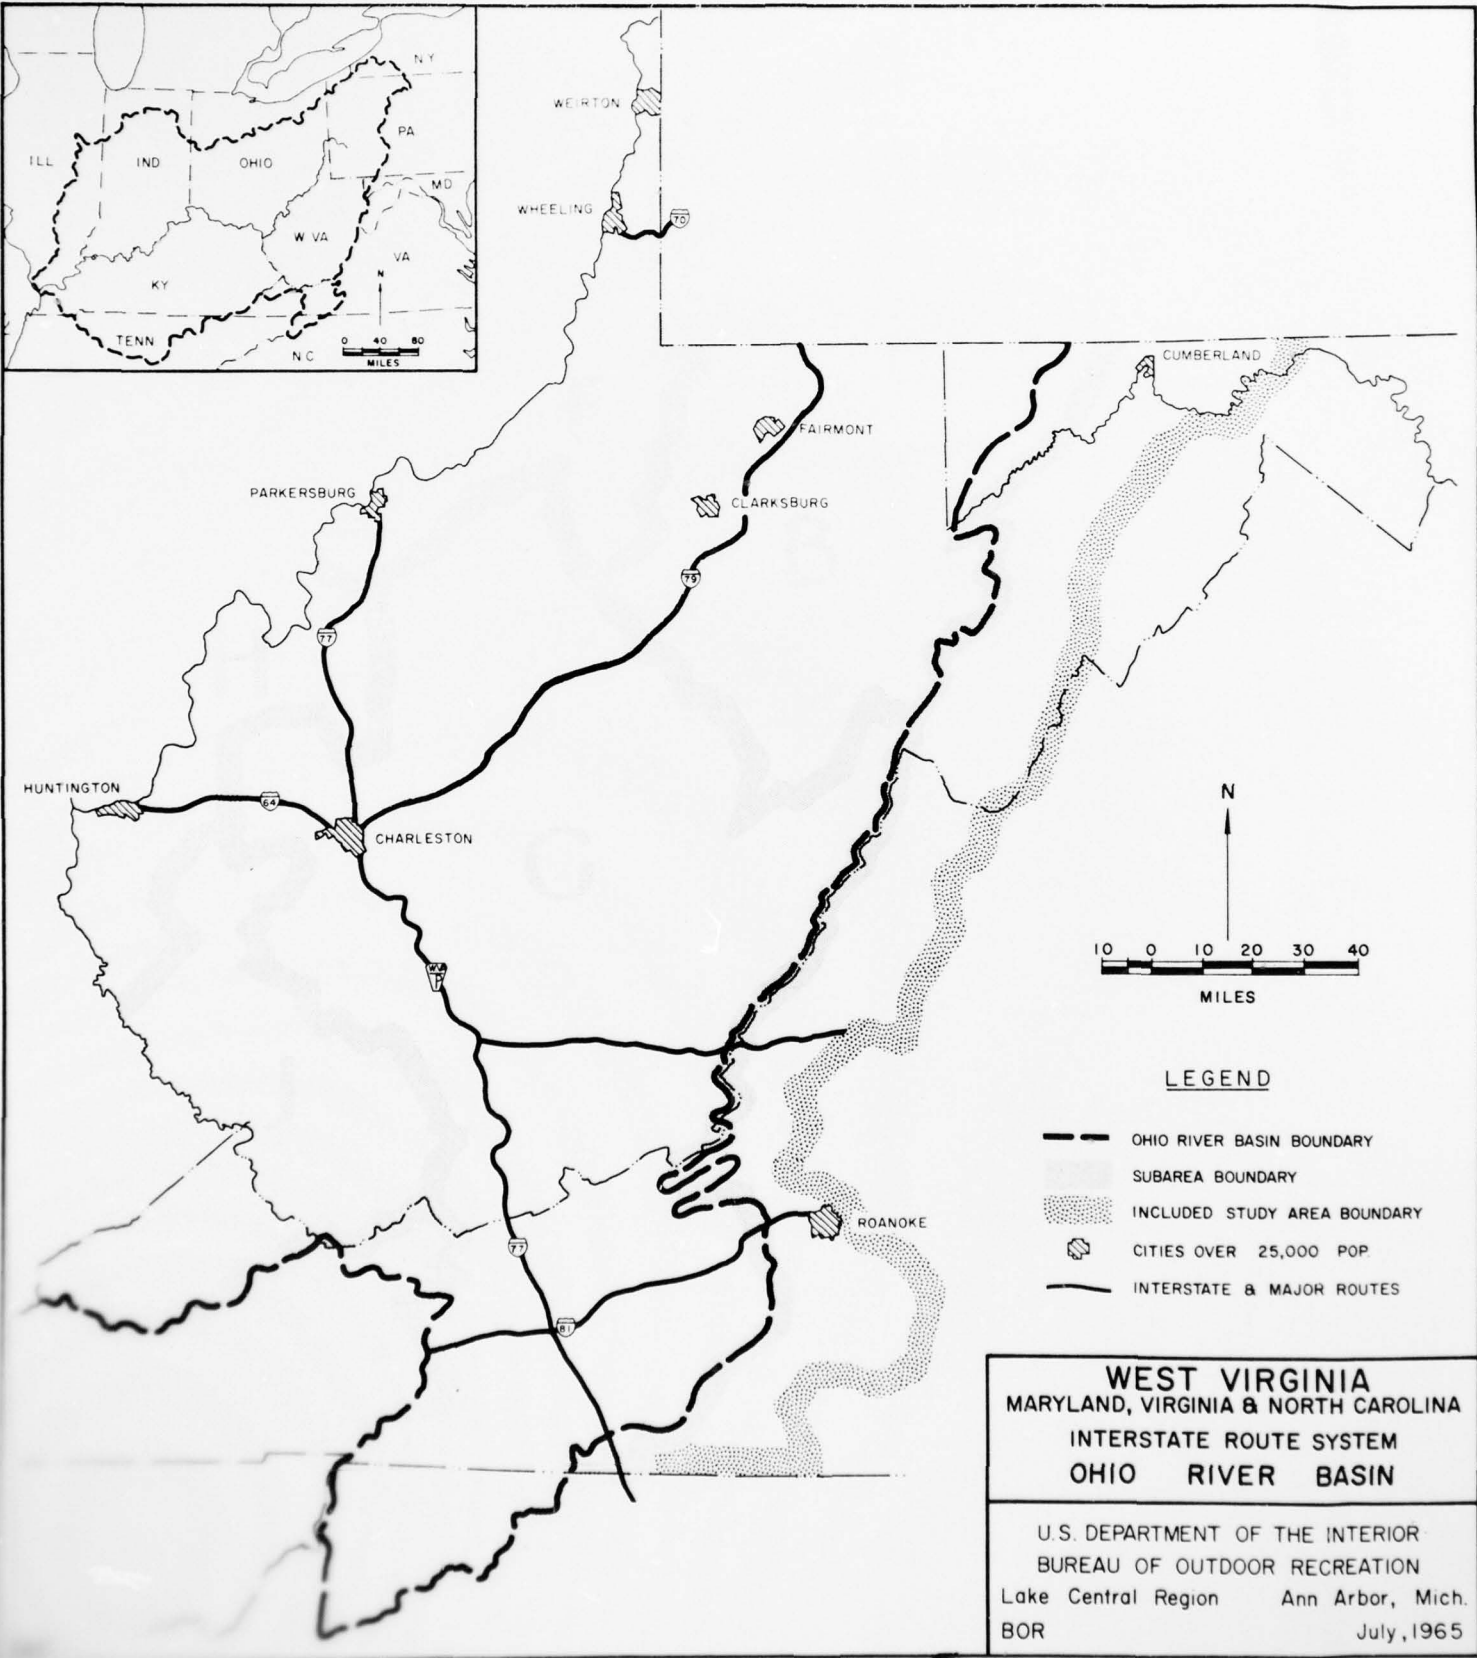 N Y
PA
ILL
IND
OHIO
MD
W. VA
VA
KY
N
TENN
N C
0 40 80
MILES
WEIRTON
WHEELING
70
CUMBERLAND
FAIRMONT
PARKERSBURG
CLARKSBURG
79
77
HUNTINGTON
64
CHARLESTON
N
10 0 10 20 30 40
MILES
W VA
P
LEGEND
OHIO RIVER BASIN BOUNDARY
SUBAREA BOUNDARY
INCLUDED STUDY AREA BOUNDARY
CITIES OVER 25,000 POP.
INTERSTATE & MAJOR ROUTES
ROANOKE
77
81
WEST VIRGINIA
MARYLAND, VIRGINIA & NORTH CAROLINA
INTERSTATE ROUTE SYSTEM
OHIO RIVER BASIN
U.S. DEPARTMENT OF THE INTERIOR
BUREAU OF OUTDOOR RECREATION
Lake Central Region Ann Arbor, Mich.
BOR July, 1965